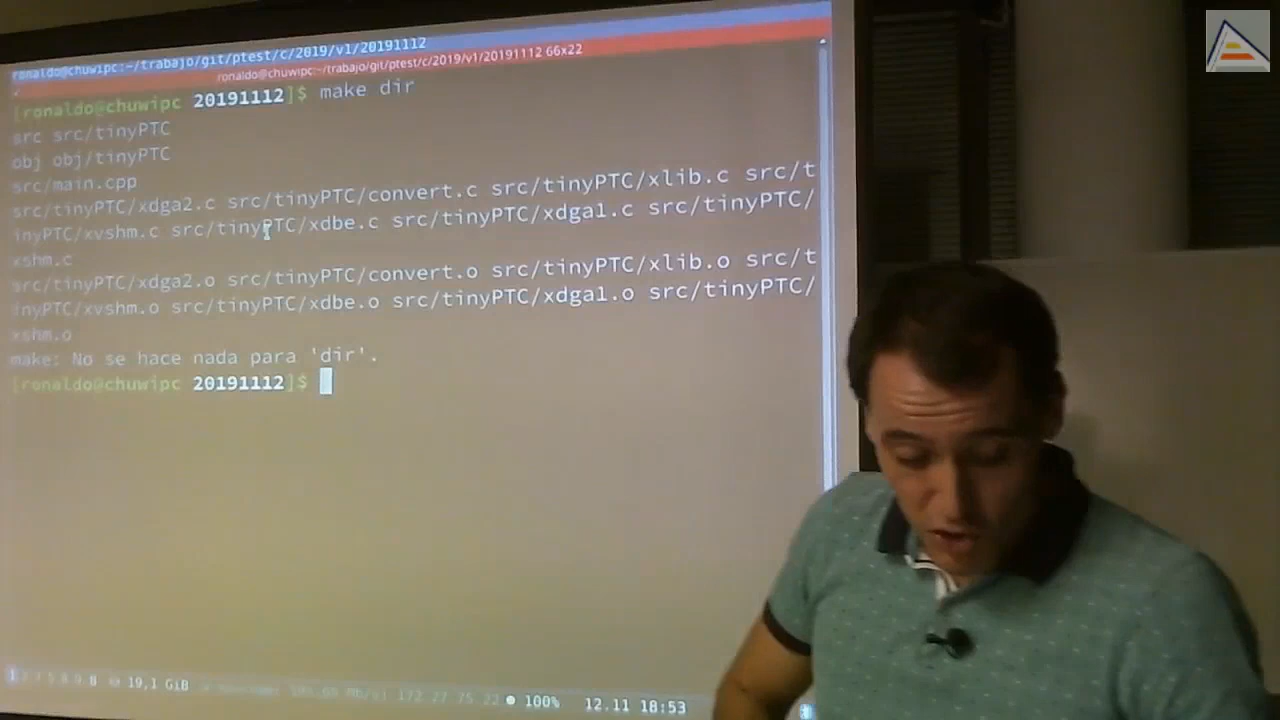 ronaldo@chuwipc:~/trabajo/git/ptest/c/2019/v1/20191112
ronaldo@chuwipc:~/trabajo/git/ptest/c/2019/v1/20191112 66x22
[ronaldo@chuwipc 20191112]$ make dir
src src/tinyPTC
obj obj/tinyPTC
src/main.cpp
src/tinyPTC/xdga2.c src/tinyPTC/convert.c src/tinyPTC/xlib.c src/t
inyPTC/xvshm.c src/tinyPTC/xdbe.c src/tinyPTC/xdga1.c src/tinyPTC/
xshm.c
src/tinyPTC/xdga2.o src/tinyPTC/convert.o src/tinyPTC/xlib.o src/t
inyPTC/xvshm.o src/tinyPTC/xdbe.o src/tinyPTC/xdga1.o src/tinyPTC/
xshm.o
make: No se hace nada para 'dir'.
[ronaldo@chuwipc 20191112]$
19,1 GiB 100% 12.11 18:53